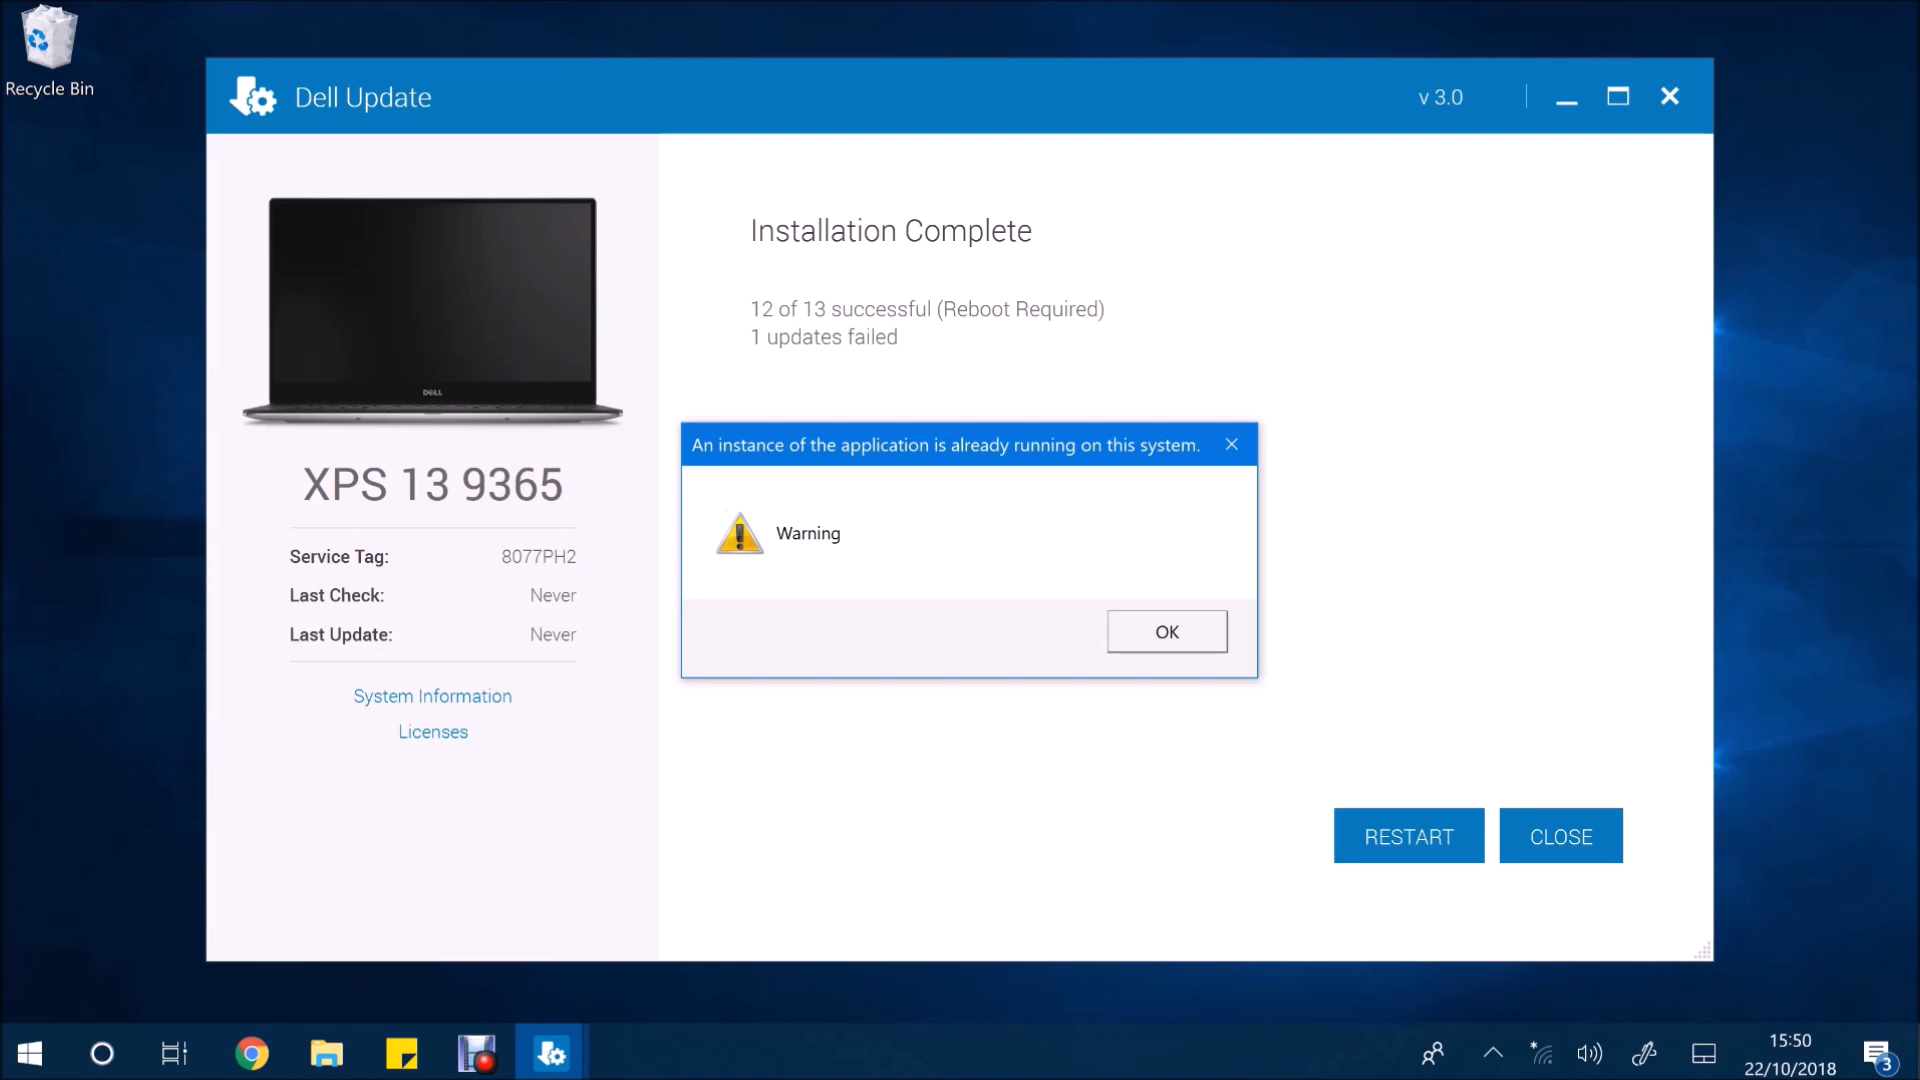 Recycle Bin
Dell Update
v 3.0
DELL
XPS 13 9365
Service Tag: 8077PH2
Last Check: Never
Last Update: Never
System Information
Licenses
Installation Complete
12 of 13 successful (Reboot Required)
1 updates failed
An instance of the application is already running on this system.
Warning
OK
RESTART
CLOSE
15:50
22/10/2018
3